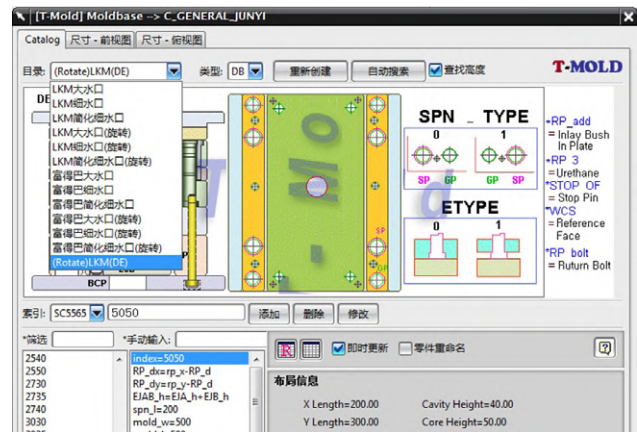 [T-Mold] Moldbase --> C_GENERAL_JUNYI
Catalog 尺寸 - 前视图 尺寸 - 俯视图
目录: (Rotate)LKM(DE) 类型: DB 重新创建 自动搜索 查找高度 T-MOLD
LKM大水口
LKM细水口
LKM简化细水口
LKM大水口(旋转)
LKM细水口(旋转)
LKM简化细水口(旋转)
富得巴大水口
富得巴细水口
富得巴简化细水口
富得巴大水口(旋转)
富得巴细水口(旋转)
富得巴简化细水口(旋转)
(Rotate)LKM(DE)
DE
BCP
SP
GP
SPN _ TYPE
0 1
SP GP GP SP
ETYPE
0 1
*RP_add
= Inlay Bush
In Plate
*RP 3
=Urethane
*STOP OF
= Stop Pin
*WCS
=Reference
Face
*RP bolt
= Ruturn Bolt
索引: SC5565 5050 添加 删除 修改
*筛选 *手动输入:
2540
2550
2730
2735
2740
3030
index=5050
RP_dx=rp_x-RP_d
RP_dy=rp_y-RP_d
EJAB_h=EJA_h+EJB_h
spn_l=200
mold_w=500
R 即时更新 零件重命名
布局信息
X Length=200.00 Cavity Height=40.00
Y Length=300.00 Core Height=50.00